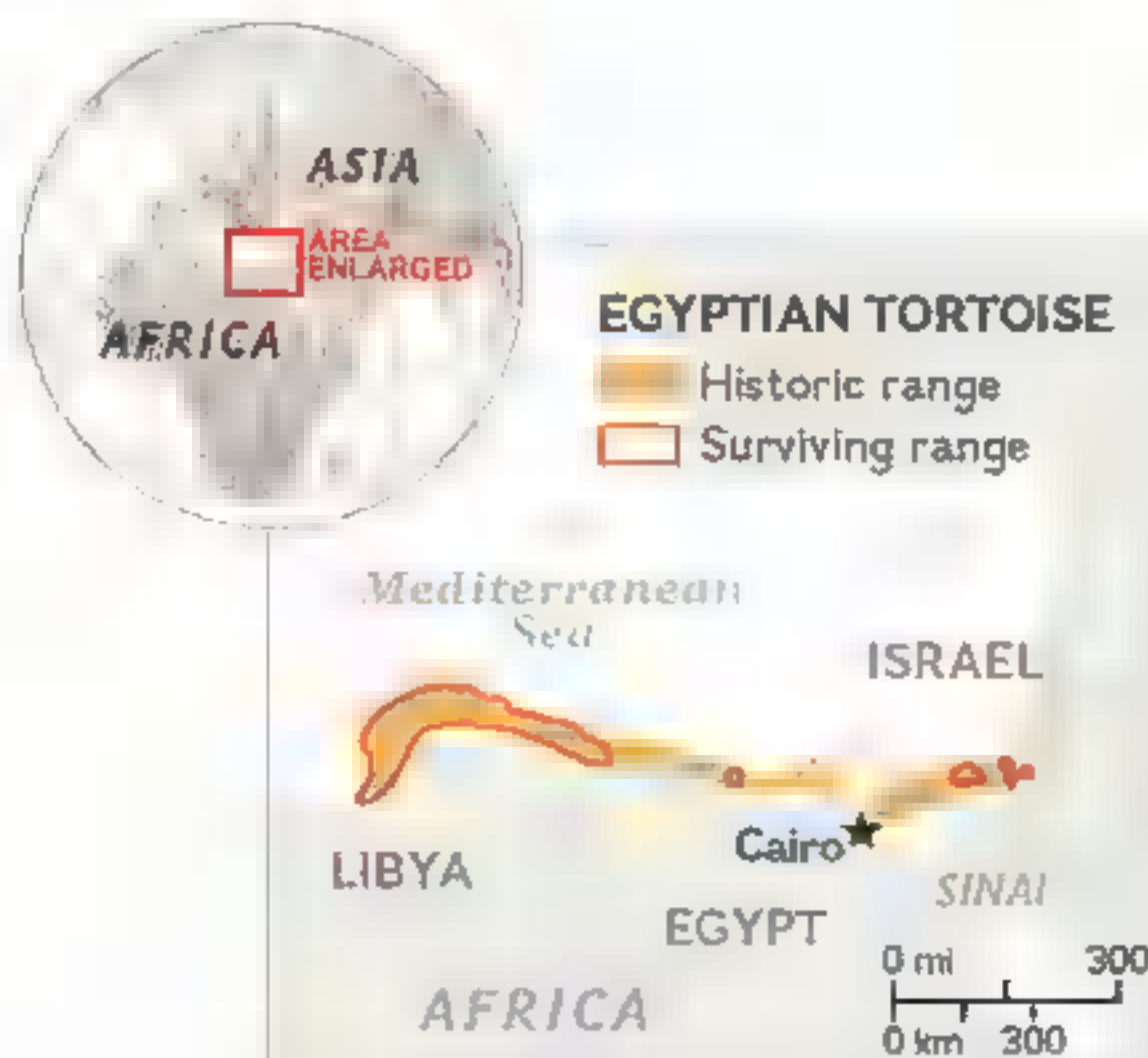 ASIA
AREA
ENLARGED
AFRICA
EGYPTIAN TORTOISE
Historic range
Surviving range
Mediterranean
Sea
ISRAEL
Cairo
LIBYA
SINAI
EGYPT
0 mi 300
AFRICA
0 km 300